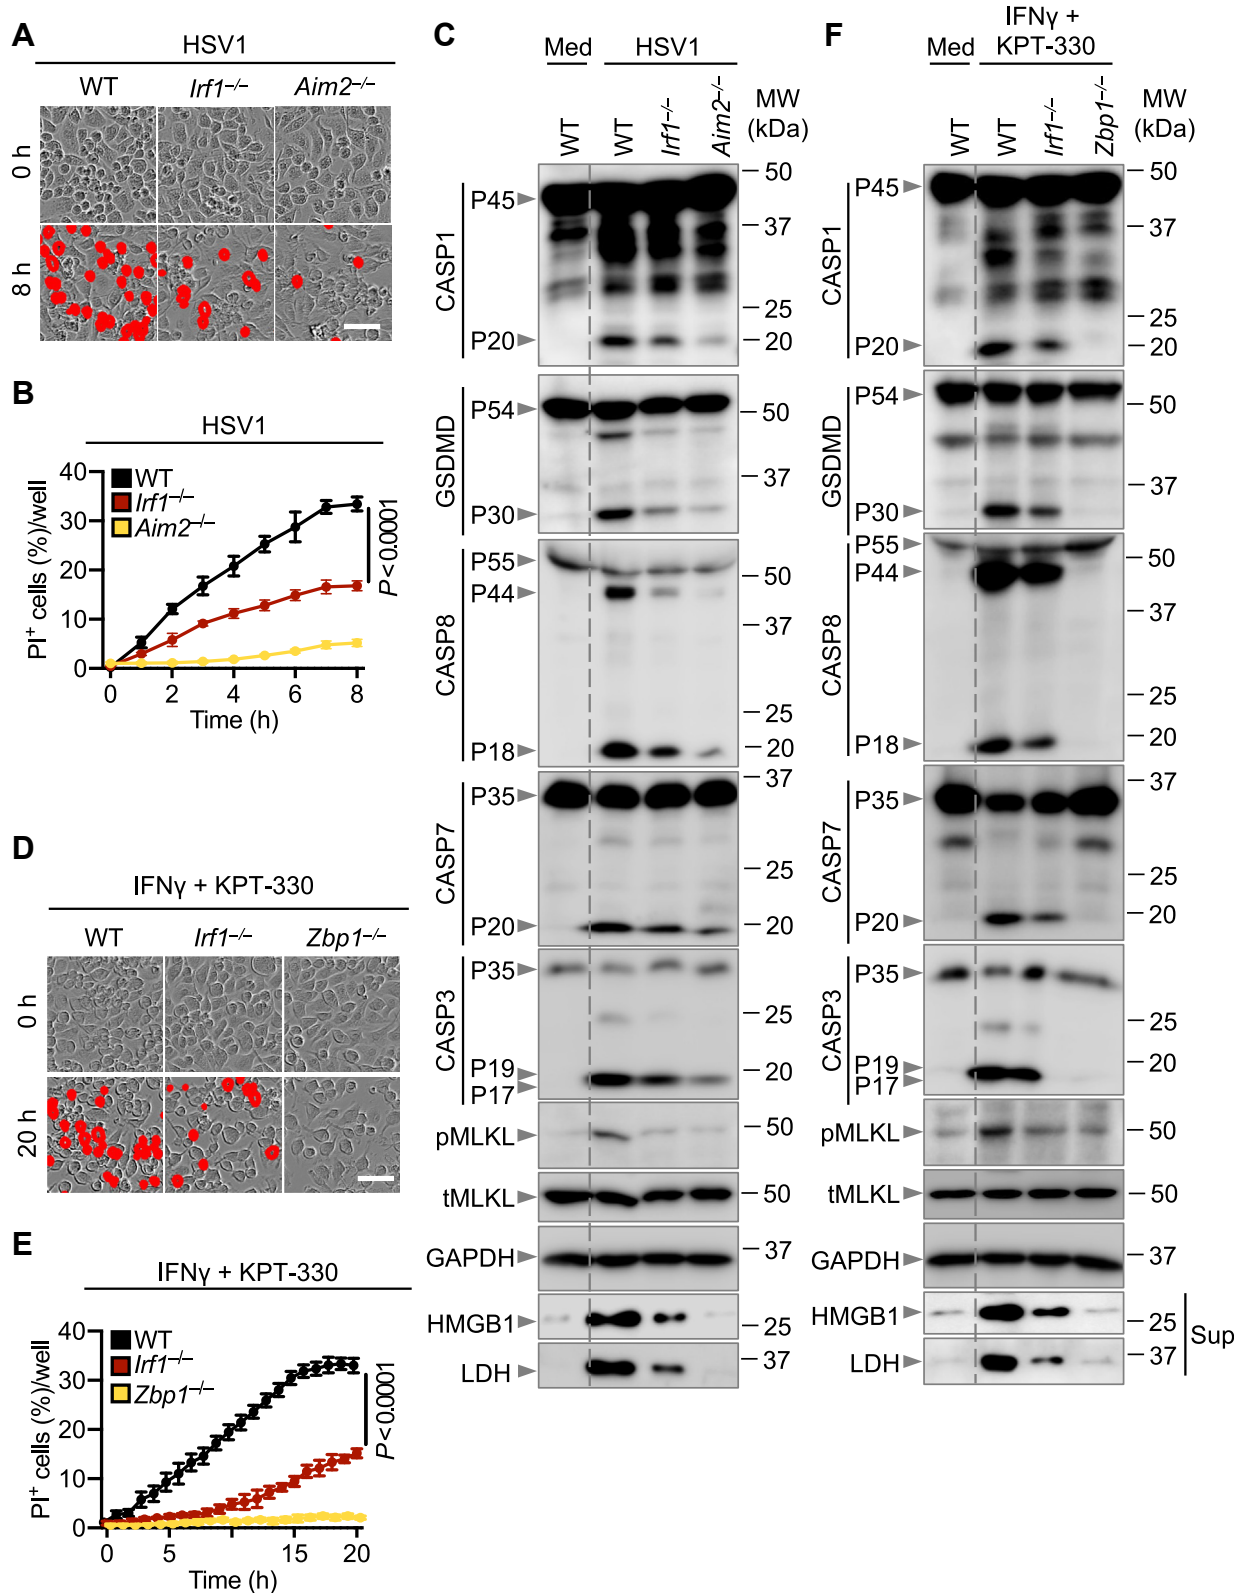 A
HSV1
WT Irf1–/– Aim2–/–
0 h
8 h
B
HSV1
PI+ cells (%)/well
40
30
20
10
0
WT
Irf1–/–
Aim2–/–
P < 0.0001
0 2 4 6 8
Time (h)
D
IFNγ + KPT-330
WT Irf1–/– Zbp1–/–
0 h
20 h
E
IFNγ + KPT-330
PI+ cells (%)/well
40
30
20
10
0
WT
Irf1–/–
Zbp1–/–
P < 0.0001
0 5 15 20
Time (h)
C
Med HSV1
WT WT Irf1–/– Aim2–/–
MW
(kDa)
CASP1
P45
P20
50
37
25
20
GSDMD
P54
P30
50
37
CASP8
P55
P44
P18
50
37
25
20
CASP7
P35
P20
37
25
20
CASP3
P35
P19
P17
25
20
pMLKL
50
tMLKL
50
GAPDH
37
HMGB1
25
LDH
37
F
IFNγ +
Med KPT-330
WT WT Irf1–/– Zbp1–/–
MW
(kDa)
CASP1
P45
P20
50
37
25
20
GSDMD
P54
P30
50
37
CASP8
P55
P44
P18
50
37
25
20
CASP7
P35
P20
37
25
20
CASP3
P35
P19
P17
25
20
pMLKL
50
tMLKL
50
GAPDH
37
HMGB1
25
LDH
37
Sup